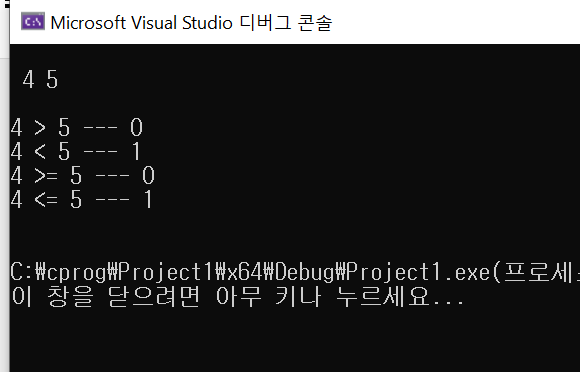 Microsoft Visual Studio 디버그 콘솔
4 5
4 > 5 --- 0
4 < 5 --- 1
4 >= 5 --- 0
4 <= 5 --- 1
C:₩cprog₩Project1₩x64₩Debug₩Project1.exe(프로세
이 창을 닫으려면 아무 키나 누르세요...